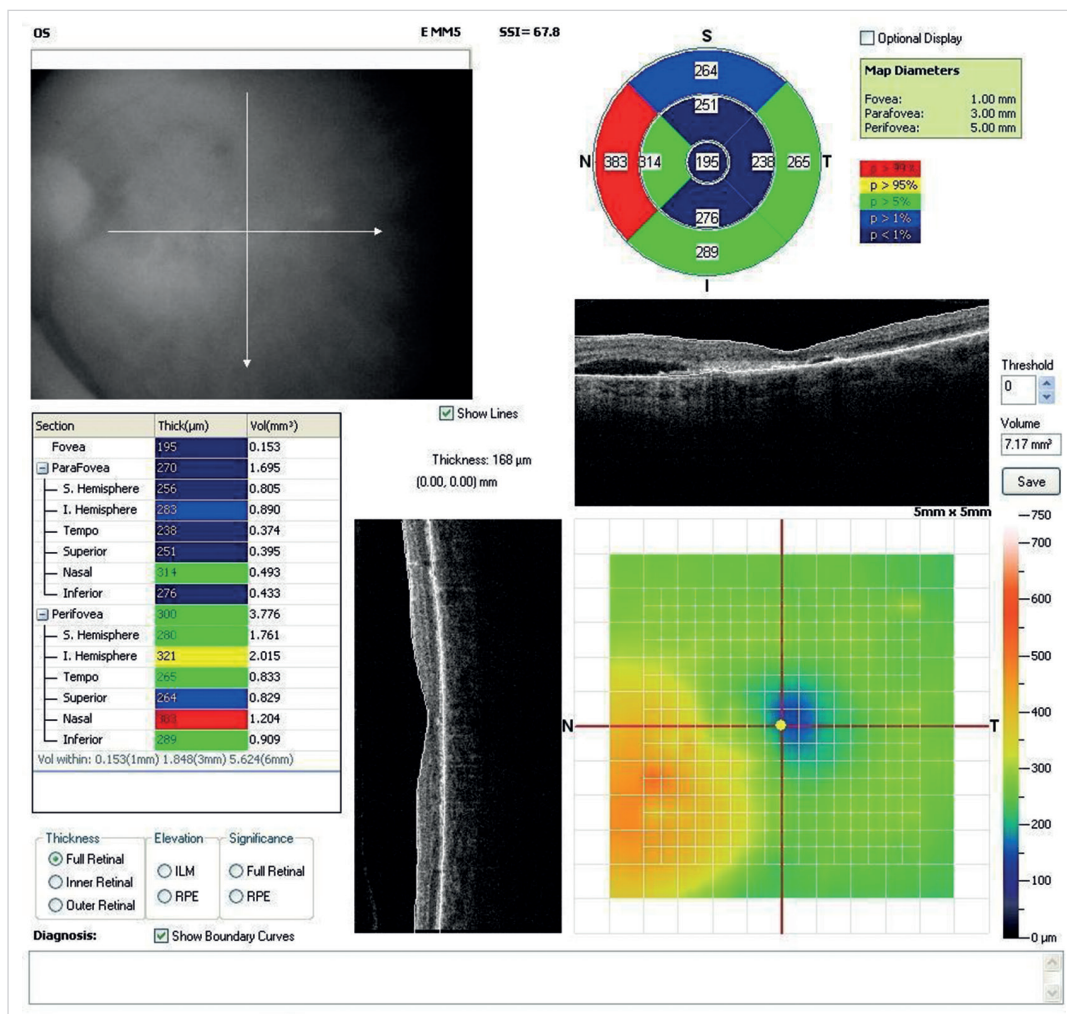 OS E MM5 SSI= 67.8
S
264
251
N 383 314 195 238 265 T
276
289
I
Optional Display
Map Diameters
Fovea: 1.00 mm
Parafovea: 3.00 mm
Perifovea: 5.00 mm
p > 99%
p > 95%
p > 5%
p > 1%
p < 1%
Show Lines
Thickness: 168 µm
(0.00, 0.00) mm
Threshold
0
Volume
7.17 mm³
Save
Section Thick(µm) Vol(mm³)
Fovea 195 0.153
ParaFovea 270 1.695
S. Hemisphere 256 0.805
I. Hemisphere 283 0.890
Tempo 238 0.374
Superior 251 0.395
Nasal 314 0.493
Inferior 276 0.433
Perifovea 300 3.776
S. Hemisphere 280 1.761
I. Hemisphere 321 2.015
Tempo 265 0.833
Superior 264 0.829
Nasal 383 1.204
Inferior 289 0.909
Vol within: 0.153(1mm) 1.848(3mm) 5.624(6mm)
5mm x 5mm
N T
750
700
600
500
400
300
200
100
0 µm
Thickness
Full Retinal
Inner Retinal
Outer Retinal
Elevation
ILM
RPE
Significance
Full Retinal
RPE
Diagnosis:
Show Boundary Curves